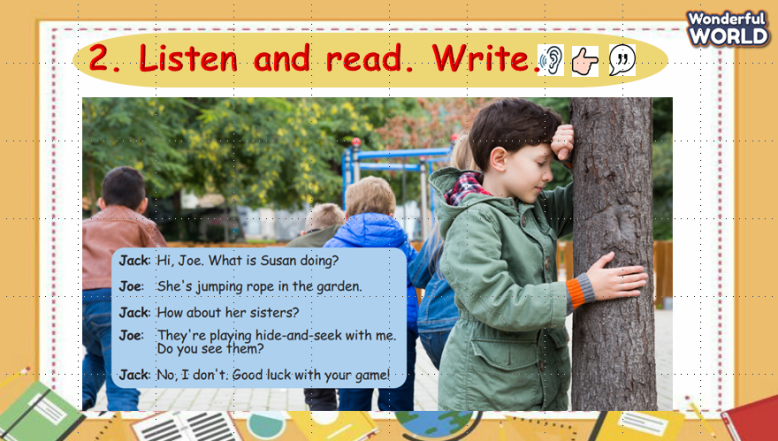 Wonderful
WORLD
2. Listen and read. Write.
Jack: Hi, Joe. What is Susan doing?
Joe: She's jumping rope in the garden.
Jack: How about her sisters?
Joe: They're playing hide-and-seek with me.
Do you see them?
Jack: No, I don't. Good luck with your game!